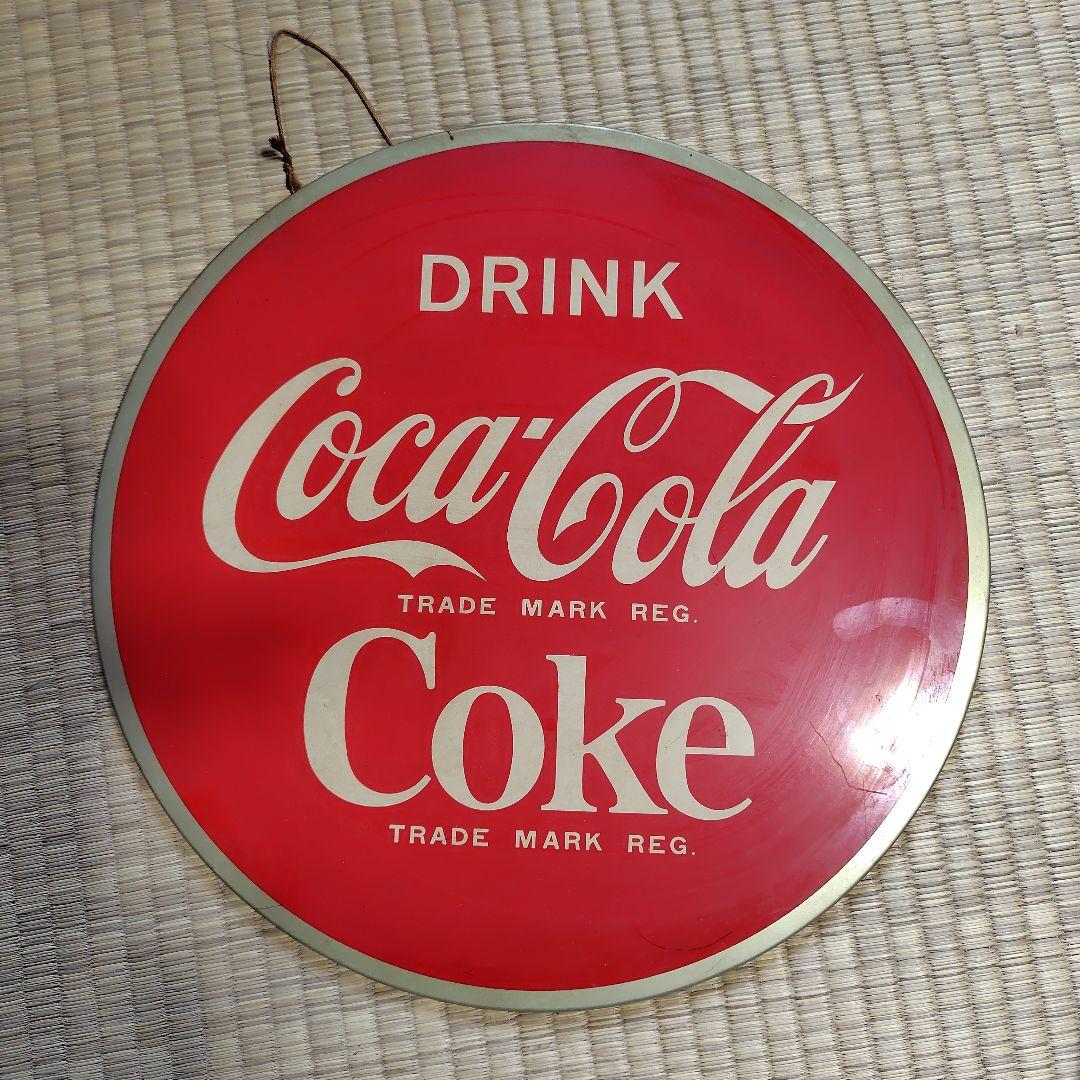 DRINK
Coca-Cola
TRADE MARK REG.
Coke
TRADE MARK REG.